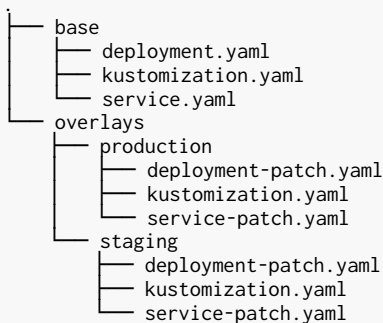 .
├── base
│   ├── deployment.yaml
│   ├── kustomization.yaml
│   └── service.yaml
└── overlays
    ├── production
    │   ├── deployment-patch.yaml
    │   ├── kustomization.yaml
    │   └── service-patch.yaml
    └── staging
        ├── deployment-patch.yaml
        ├── kustomization.yaml
        └── service-patch.yaml